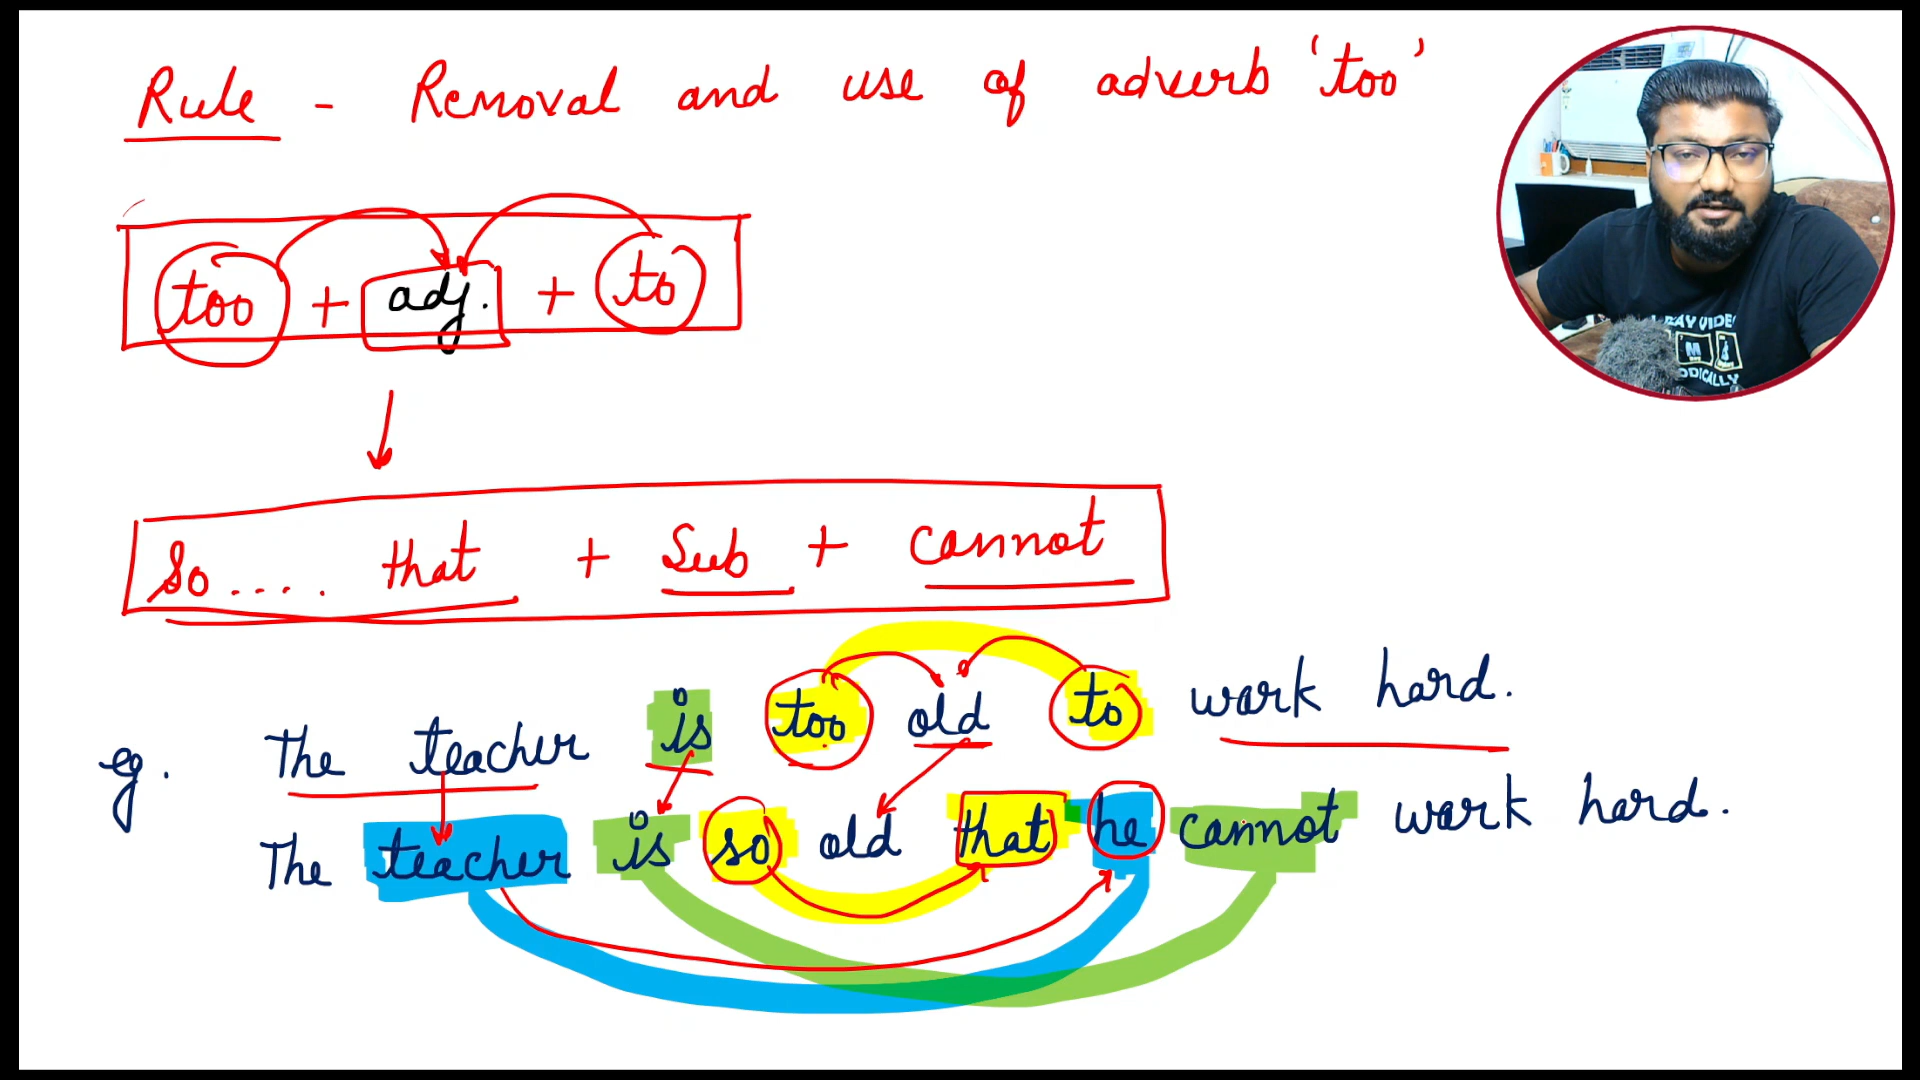 Rule - Removal and use of adverb 'too'
too + adj. + to
So .... that + Sub + cannot
eg. The teacher is too old to work hard.
The teacher is so old that he cannot work hard.
M